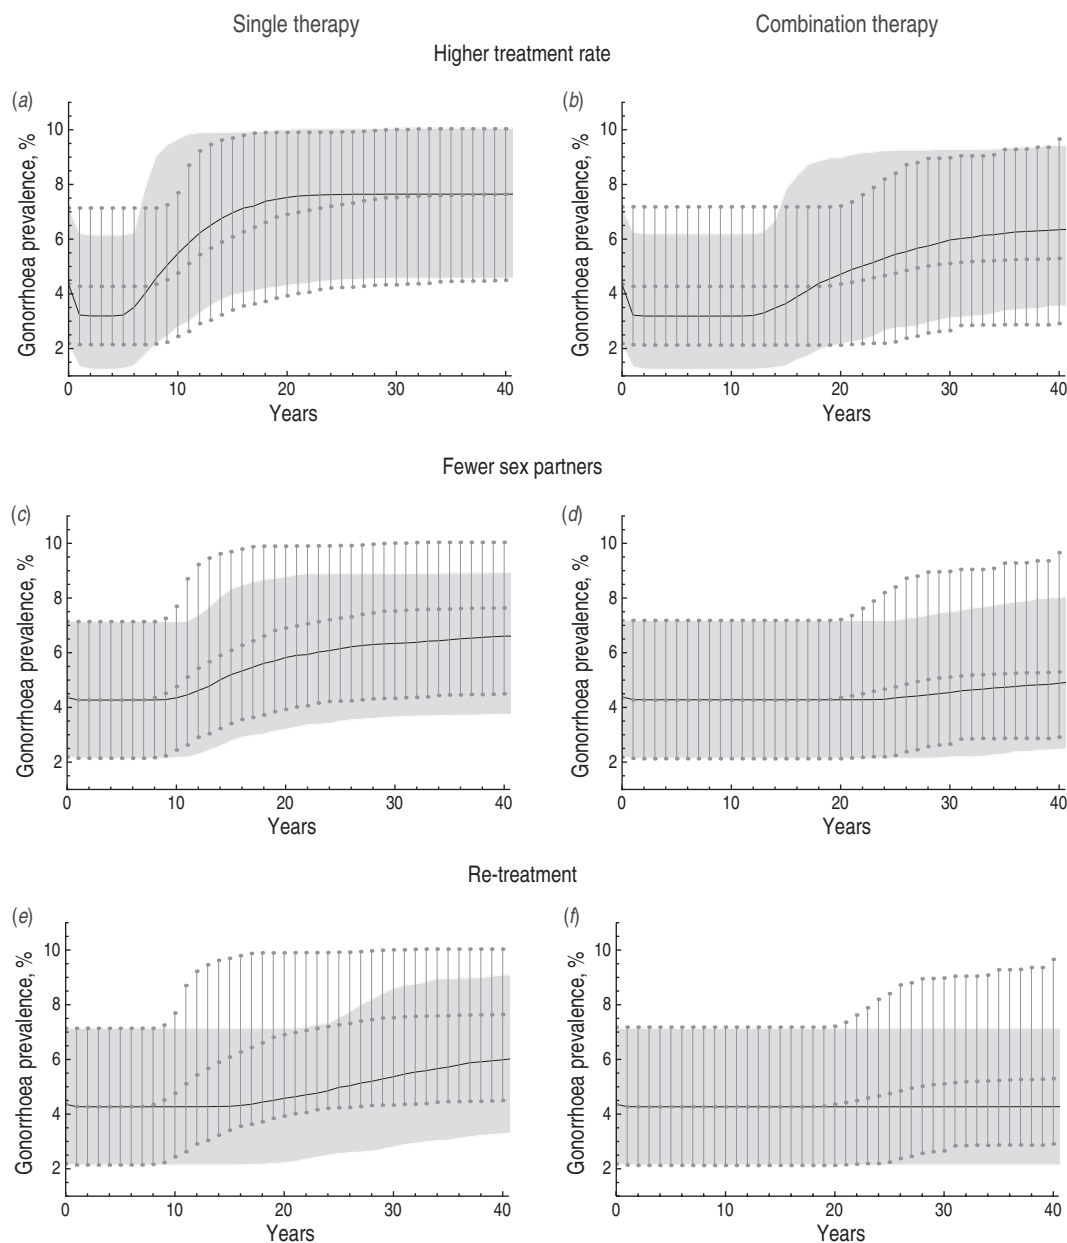 Single therapy Combination therapy
Higher treatment rate
(a) (b)
Gonorrhoea prevalence, % Gonorrhoea prevalence, %
10 10
8 8
6 6
4 4
2 2
0 10 20 30 40 0 10 20 30 40
Years Years
Fewer sex partners
(c) (d)
Gonorrhoea prevalence, % Gonorrhoea prevalence, %
10 10
8 8
6 6
4 4
2 2
0 10 20 30 40 0 10 20 30 40
Years Years
Re-treatment
(e) (f)
Gonorrhoea prevalence, % Gonorrhoea prevalence, %
10 10
8 8
6 6
4 4
2 2
0 10 20 30 40 0 10 20 30 40
Years Years